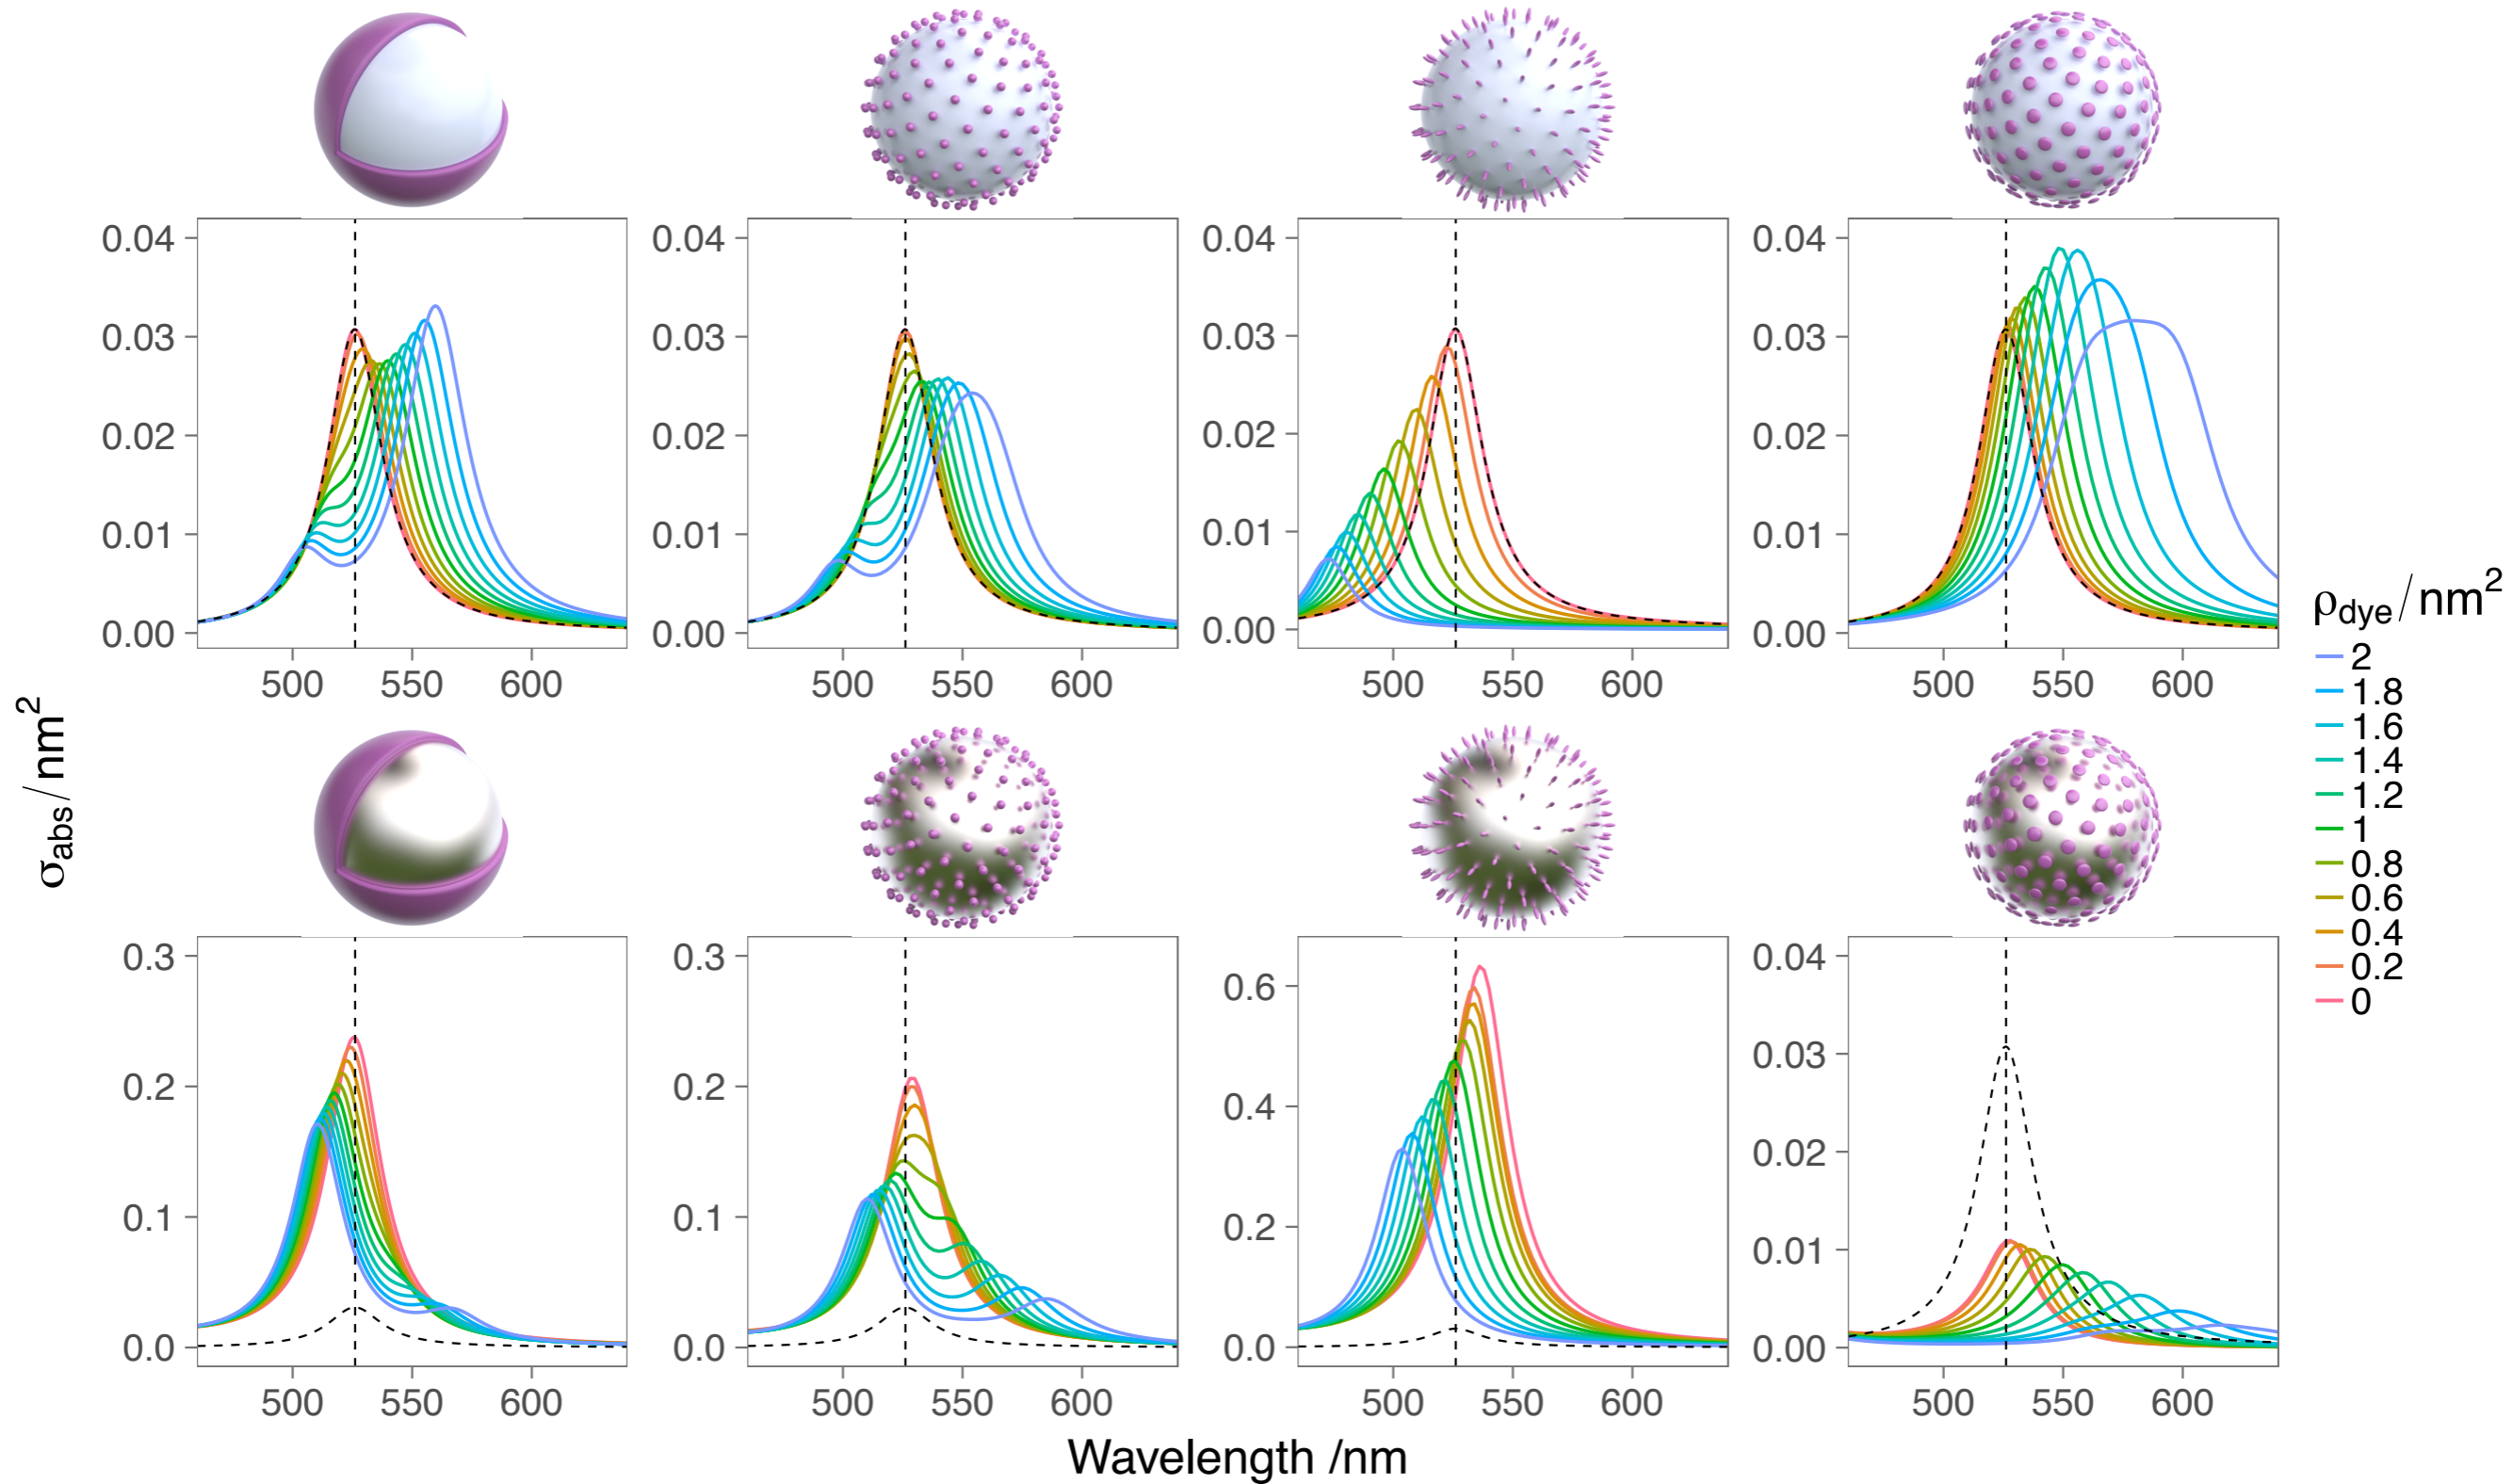 0.04 0.04 0.04 0.04
0.03 0.03 0.03 0.03
0.02 0.02 0.02 0.02
0.01 0.01 0.01 0.01
0.00 0.00 0.00 0.00
500 550 600 500 550 600 500 550 600 500 550 600
σabs / nm²
ρdye / nm²
2
1.8
1.6
1.4
1.2
1
0.8
0.6
0.4
0.2
0
0.3 0.3 0.6 0.04
0.2 0.2 0.4 0.03
0.1 0.1 0.2 0.02
0.0 0.0 0.0 0.01
0.00
500 550 600 500 550 600 500 550 600 500 550 600
Wavelength /nm